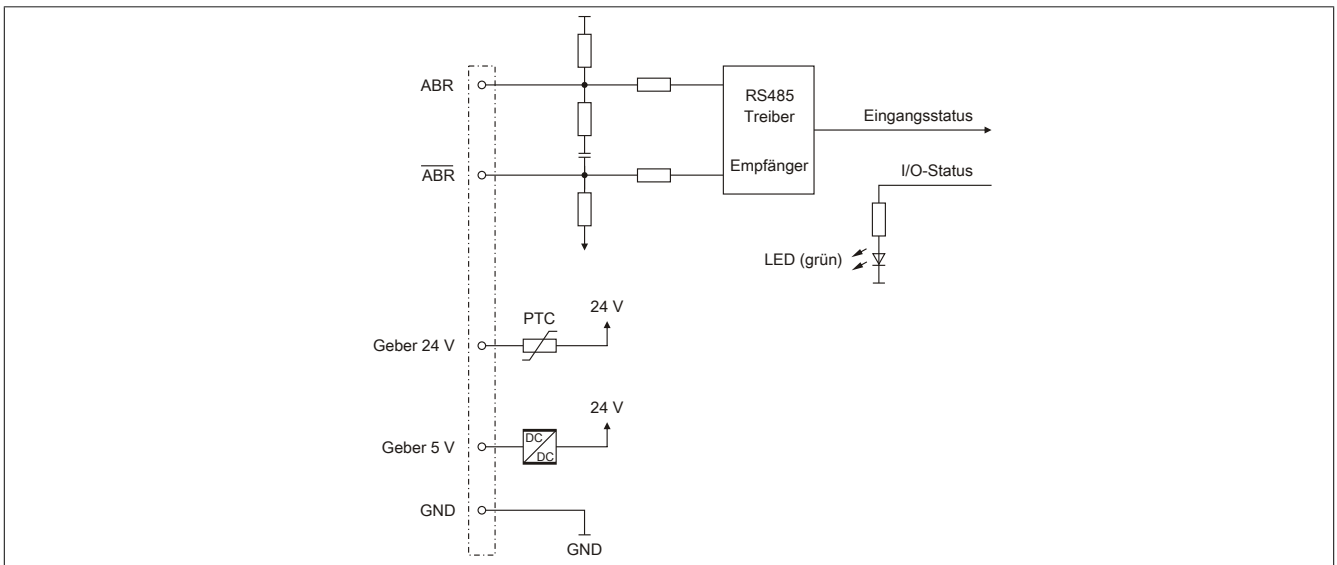 ABR
RS485
Treiber
Eingangsstatus
A̅B̅R̅
Empfänger
I/O-Status
LED (grün)
24 V
PTC
Geber 24 V
24 V
Geber 5 V
DC
DC
GND
GND